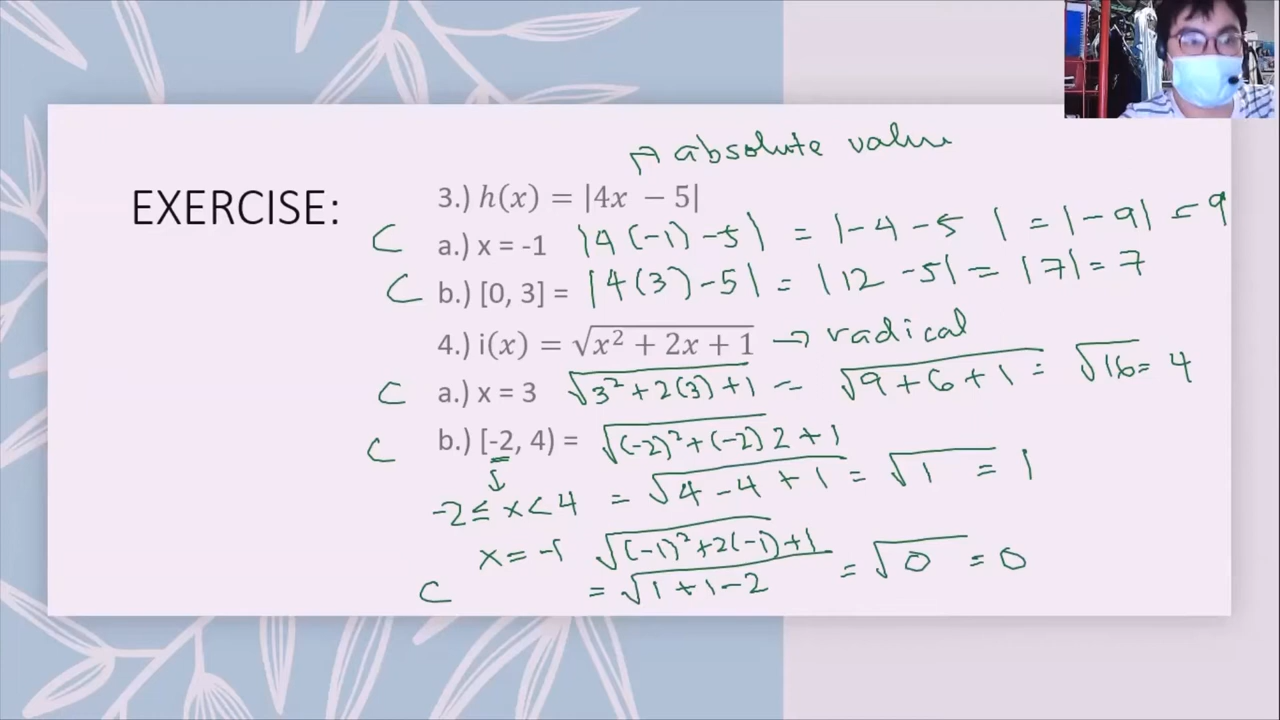 absolute value
EXERCISE:
3.) h(x) = |4x − 5|
C a.) x = -1 |4(-1)-5| = |-4-5| = |-9| = 9
C b.) [0, 3] = |4(3)-5| = |12-5| = |7| = 7
4.) i(x) = √(x² + 2x + 1) → radical
C a.) x = 3 √(3²+2(3)+1) = √(9+6+1) = √16 = 4
C b.) [-2, 4) = √((-2)²+(-2)2+1)
-2 ≤ x < 4 = √(4-4+1) = √1 = 1
x = -1 √((-1)²+2(-1)+1)
C = √(1+1-2) = √0 = 0